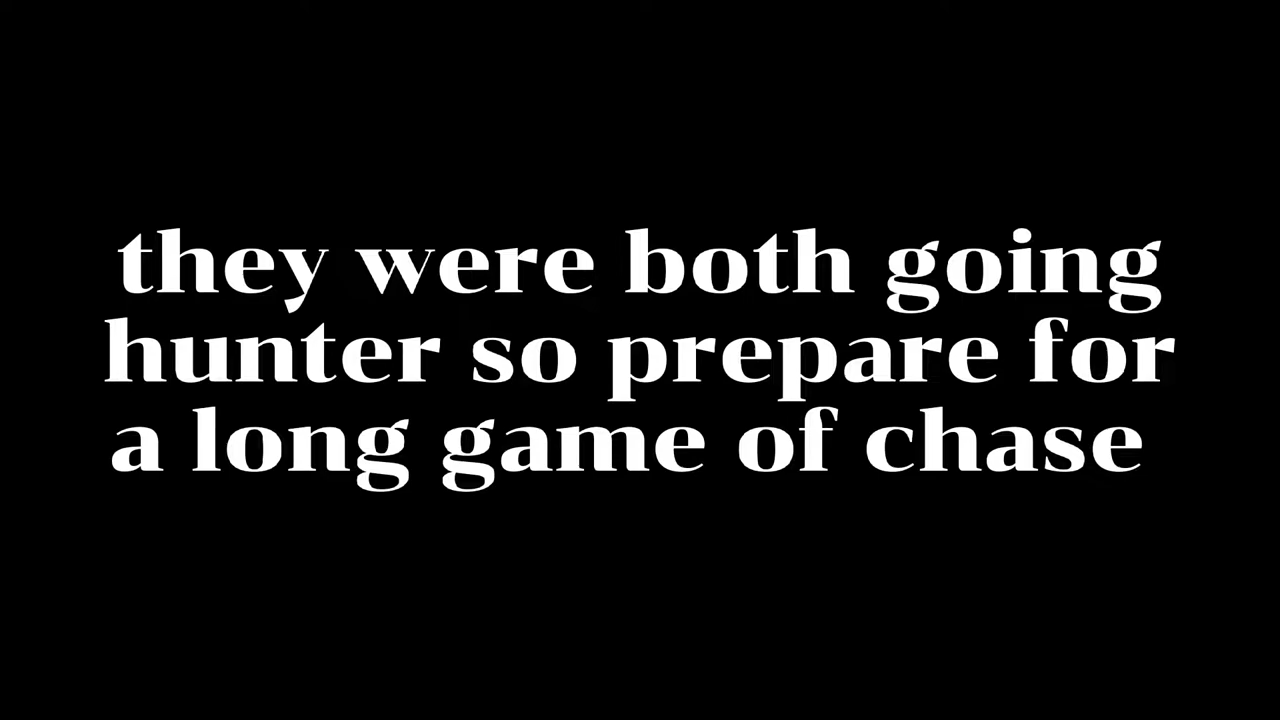 they were both going
hunter so prepare for
a long game of chase